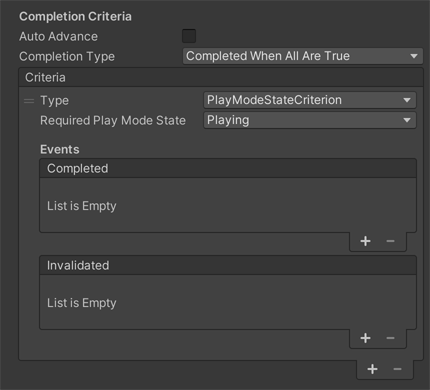 Completion Criteria
Auto Advance
Completion Type Completed When All Are True
Criteria
Type PlayModeStateCriterion
Required Play Mode State Playing
Events
Completed
List is Empty
+ −
Invalidated
List is Empty
+ −
+ −